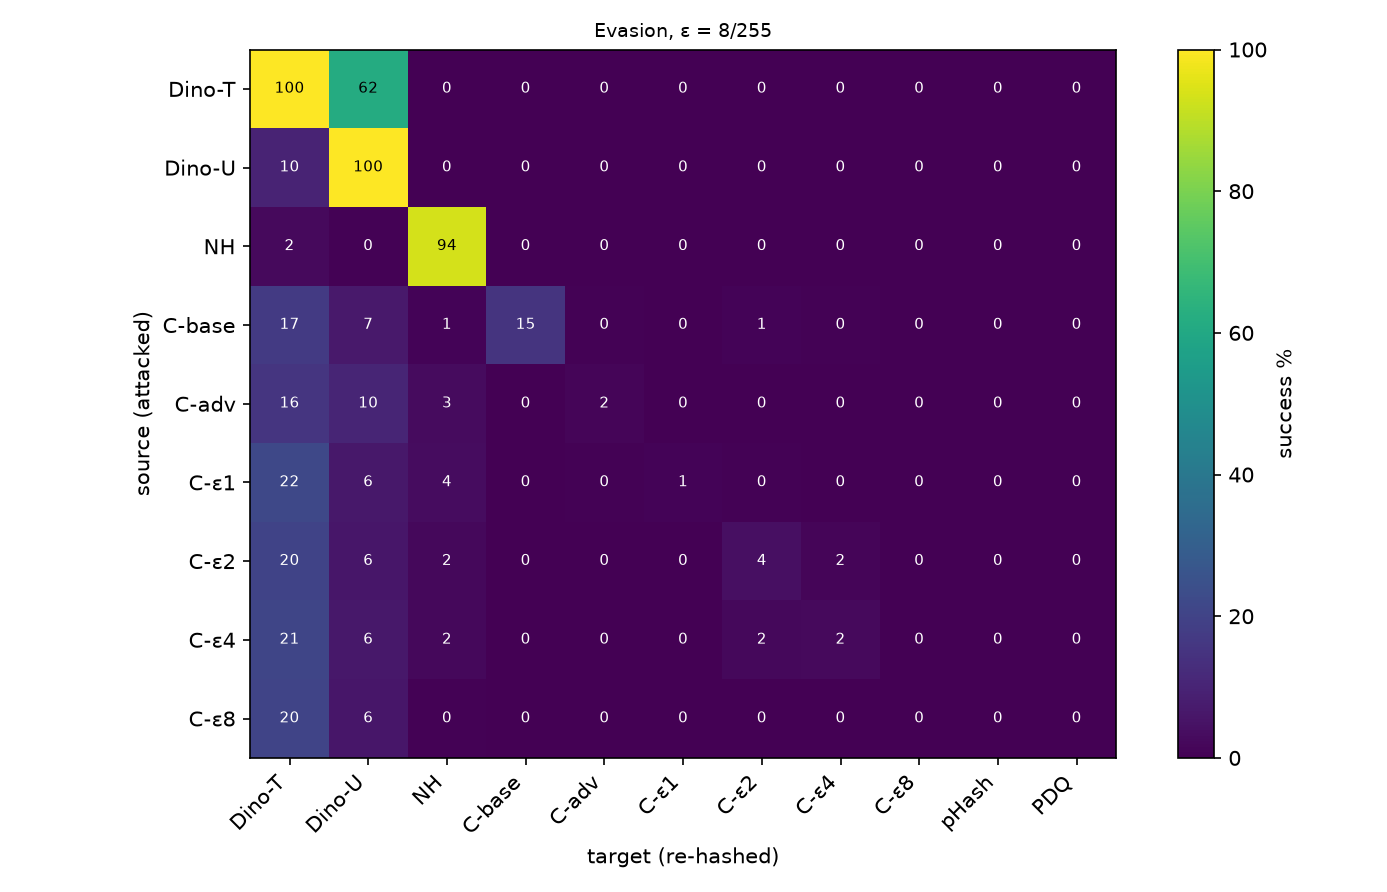 Evasion, ε = 8/255
Dino-T 100 62 0 0 0 0 0 0 0 0 0
Dino-U 10 100 0 0 0 0 0 0 0 0 0
NH 2 0 94 0 0 0 0 0 0 0 0
C-base 17 7 1 15 0 0 1 0 0 0 0
C-adv 16 10 3 0 2 0 0 0 0 0 0
C-ε1 22 6 4 0 0 1 0 0 0 0 0
C-ε2 20 6 2 0 0 0 4 2 0 0 0
C-ε4 21 6 2 0 0 0 2 2 0 0 0
C-ε8 20 6 0 0 0 0 0 0 0 0 0
source (attacked)
Dino-T Dino-U NH C-base C-adv C-ε1 C-ε2 C-ε4 C-ε8 pHash PDQ
target (re-hashed)
100
80
60
40
20
0
success %